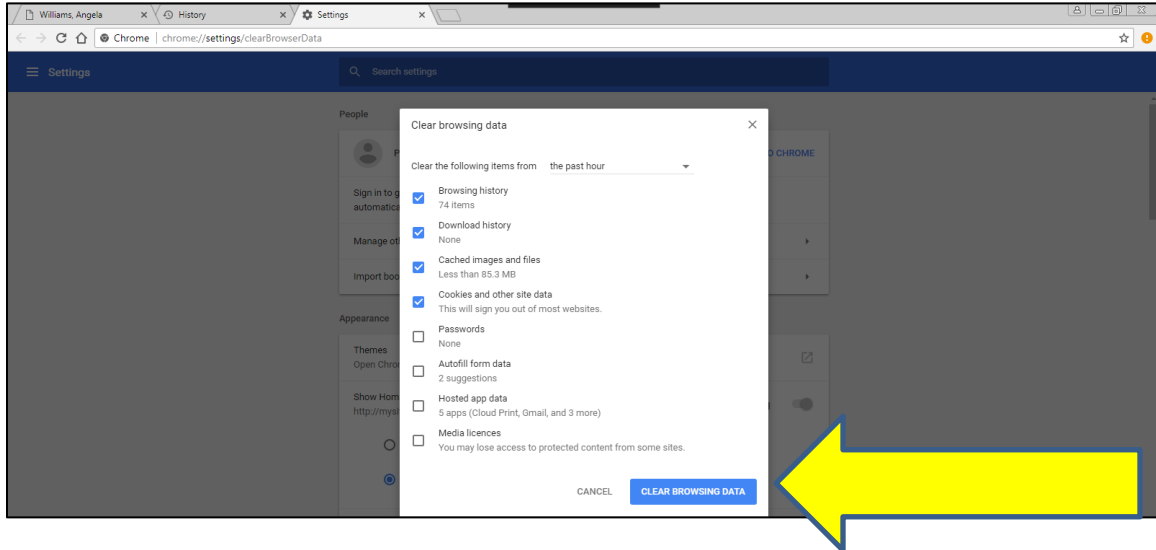 Williams, Angela History Settings
Chrome chrome://settings/clearBrowserData
Settings Search settings
People
Clear browsing data
P O CHROME
Clear the following items from the past hour
Sign in to g
automatica
Browsing history
74 items
Download history
None
Manage ot
Cached images and files
Less than 85.3 MB
Import boo
Cookies and other site data
This will sign you out of most websites.
Appearance
Passwords
None
Themes
Open Chror
Autofill form data
2 suggestions
Show Hom
http://mysi
Hosted app data
5 apps (Cloud Print, Gmail, and 3 more)
Media licences
You may lose access to protected content from some sites.
CANCEL CLEAR BROWSING DATA